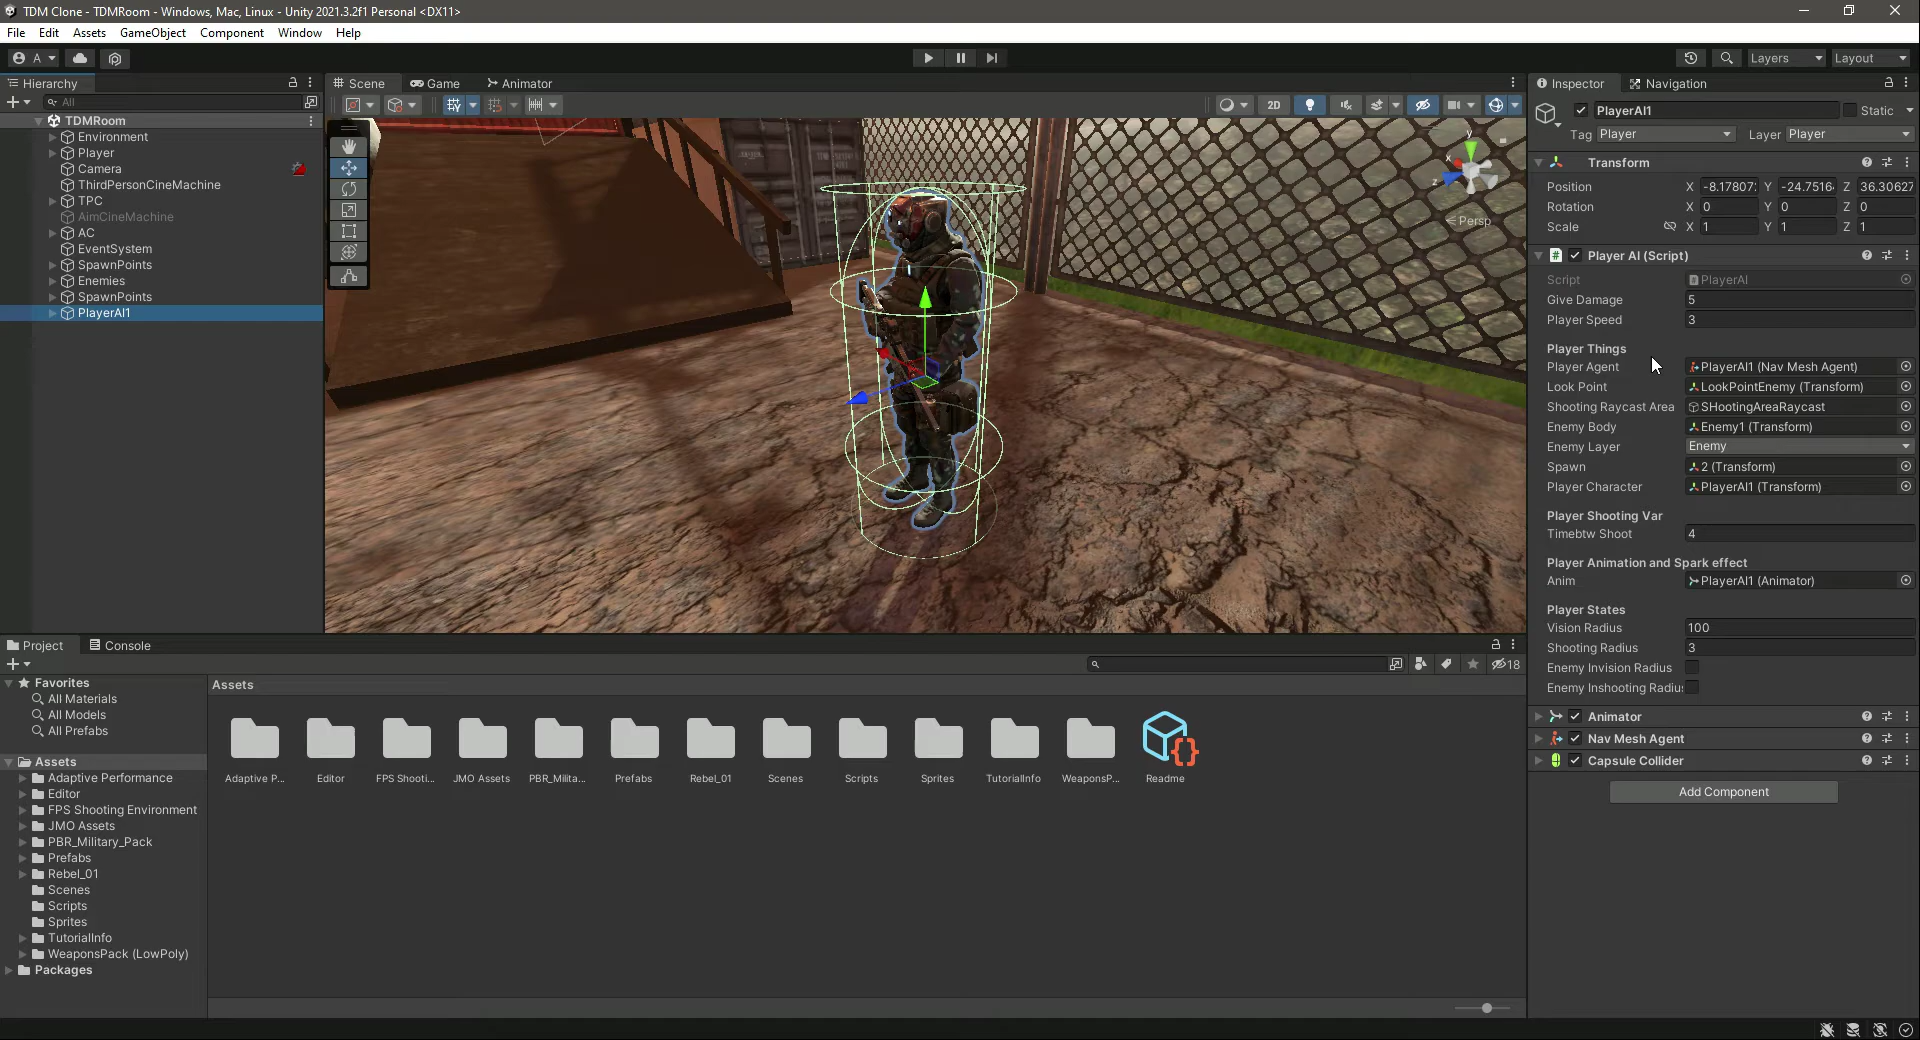 TDM Clone - TDMRoom - Windows, Mac, Linux - Unity 2021.3.2f1 Personal <DX11>
File Edit Assets GameObject Component Window Help
A Layers Layout
Hierarchy
All
TDMRoom
Environment
Player
Camera
ThirdPersonCineMachine
TPC
AimCineMachine
AC
EventSystem
SpawnPoints
Enemies
SpawnPoints
PlayerAI1
Scene Game Animator
2D
y
x
z
Persp
Inspector Navigation
PlayerAI1 Static
Tag Player Layer Player
Transform
Position X -8.17807 Y -24.7516 Z 36.30627
Rotation X 0 Y 0 Z 0
Scale X 1 Y 1 Z 1
# Player AI (Script)
Script PlayerAI
Give Damage 5
Player Speed 3
Player Things
Player Agent PlayerAI1 (Nav Mesh Agent)
Look Point LookPointEnemy (Transform)
Shooting Raycast Area SHootingAreaRaycast
Enemy Body Enemy1 (Transform)
Enemy Layer Enemy
Spawn 2 (Transform)
Player Character PlayerAI1 (Transform)
Player Shooting Var
Timebtw Shoot 4
Player Animation and Spark effect
Anim PlayerAI1 (Animator)
Player States
Vision Radius 100
Shooting Radius 3
Enemy Invision Radius
Enemy Inshooting Radiu
Animator
Nav Mesh Agent
Capsule Collider
Add Component
Project Console
18
Favorites
All Materials
All Models
All Prefabs
Assets
Adaptive Performance
Editor
FPS Shooting Environment
JMO Assets
PBR_Military_Pack
Prefabs
Rebel_01
Scenes
Scripts
Sprites
TutorialInfo
WeaponsPack (LowPoly)
Packages
Assets
Adaptive P... Editor FPS Shooti... JMO Assets PBR_Milita... Prefabs Rebel_01 Scenes Scripts Sprites TutorialInfo WeaponsP... Readme